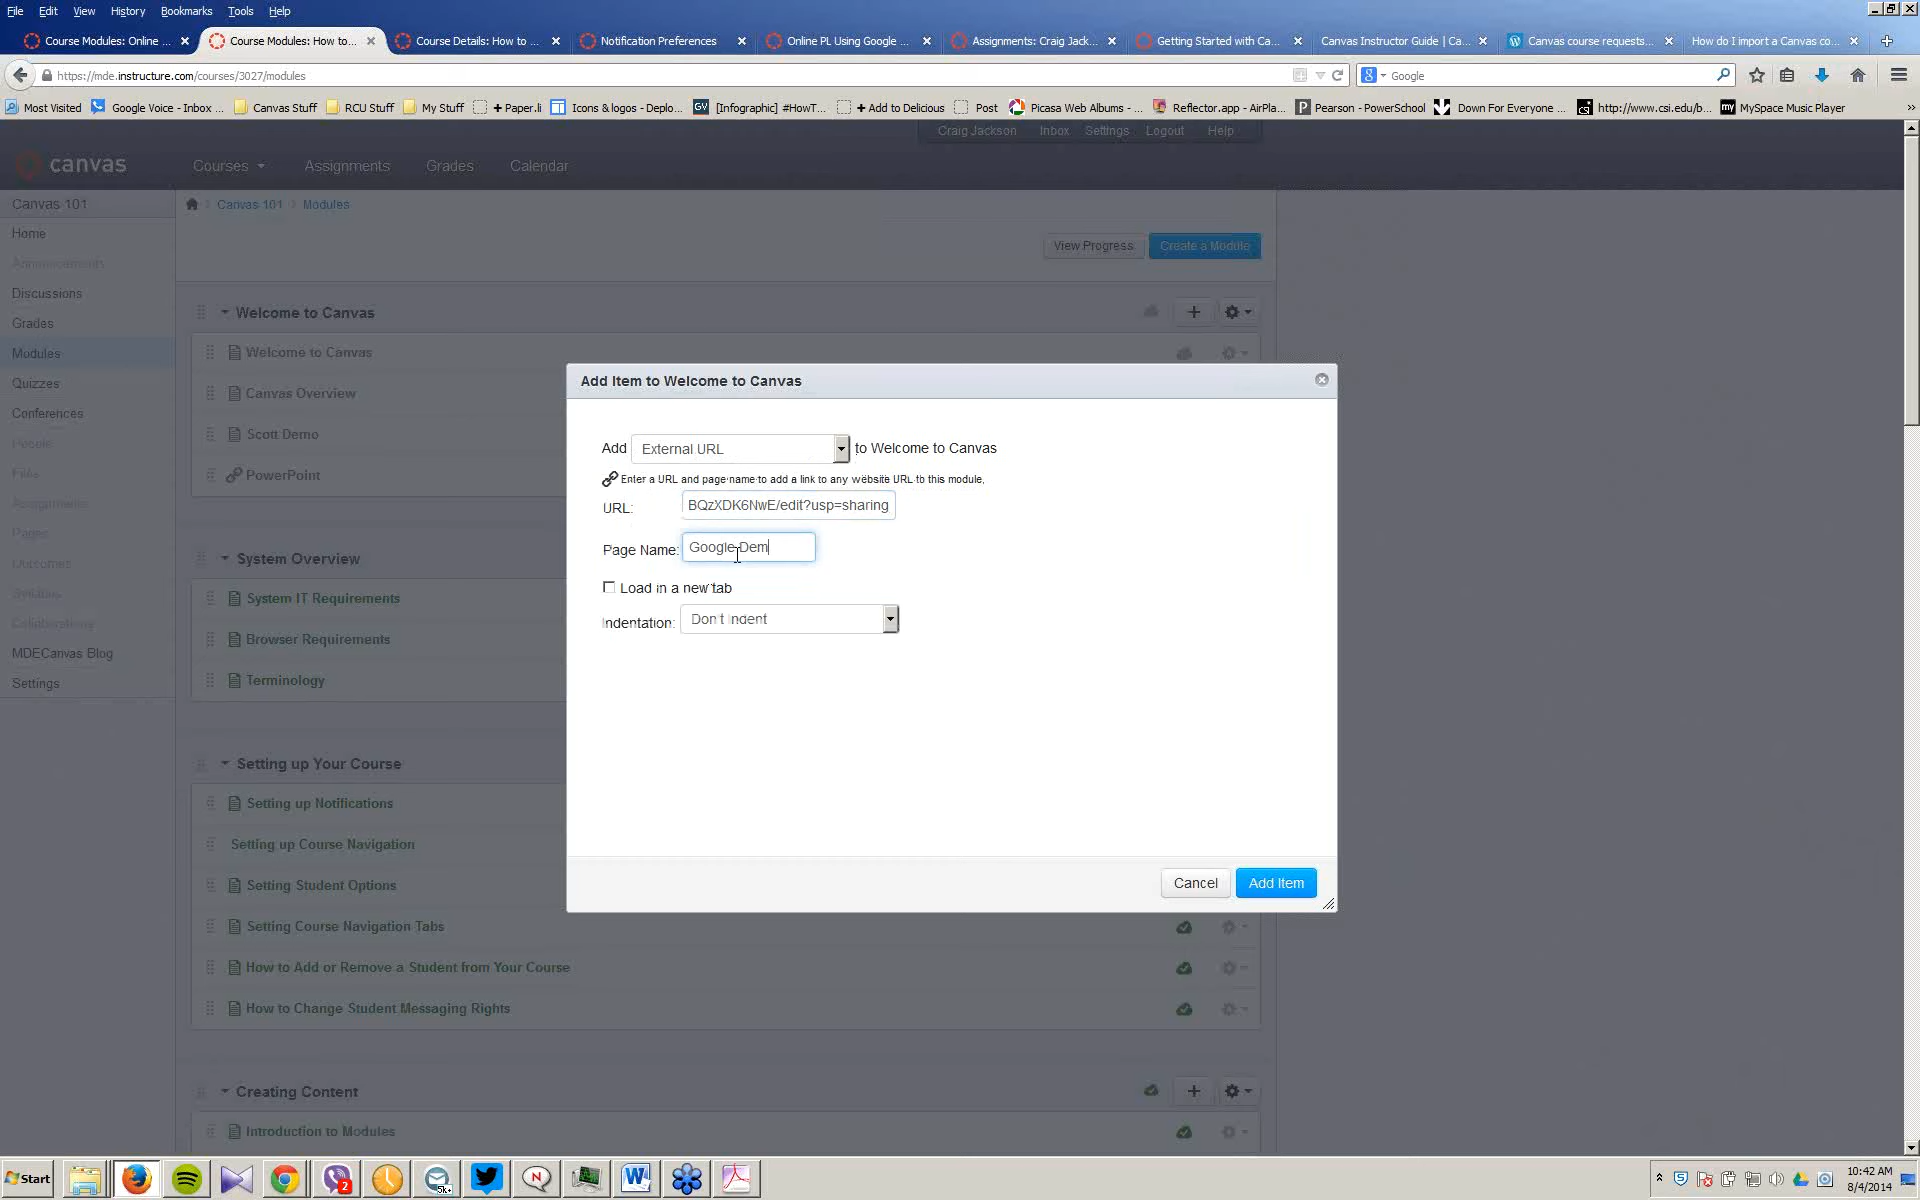 File Edit View History Bookmarks Tools Help
Course Modules: Online ... Course Modules: How to... Course Details: How to ... Notification Preferences Online PL Using Google ... Assignments: Craig Jack... Getting Started with Ca... Canvas Instructor Guide | Ca... Canvas course requests... How do I import a Canvas co...
https://mde.instructure.com/courses/3027/modules Google
Most Visited Google Voice - Inbox ... Canvas Stuff RCU Stuff My Stuff + Paper.li Icons & logos - Deplo... [Infographic] #HowT... + Add to Delicious Post Picasa Web Albums - ... Reflector.app - AirPla... Pearson - PowerSchool Down For Everyone ... http://www.csi.edu/b... MySpace Music Player
Craig Jackson Inbox Settings Logout Help
canvas Courses Assignments Grades Calendar
Canvas 101
Canvas 101 Modules
Home
Announcements
Discussions
Grades
Modules
Quizzes
Conferences
People
Files
Assignments
Pages
Outcomes
Syllabus
Collaborations
MDECanvas Blog
Settings
View Progress Create a Module
Welcome to Canvas
Welcome to Canvas
Canvas Overview
Scott Demo
PowerPoint
System Overview
System IT Requirements
Browser Requirements
Terminology
Setting up Your Course
Setting up Notifications
Setting up Course Navigation
Setting Student Options
Setting Course Navigation Tabs
How to Add or Remove a Student from Your Course
How to Change Student Messaging Rights
Creating Content
Introduction to Modules
Add Item to Welcome to Canvas
Add External URL to Welcome to Canvas
Enter a URL and page name to add a link to any website URL to this module.
URL: BQzXDK6NwE/edit?usp=sharing
Page Name: Google Dem
Load in a new tab
Indentation: Don't Indent
Cancel Add Item
Start 2 5k+ 10:42 AM
8/4/2014